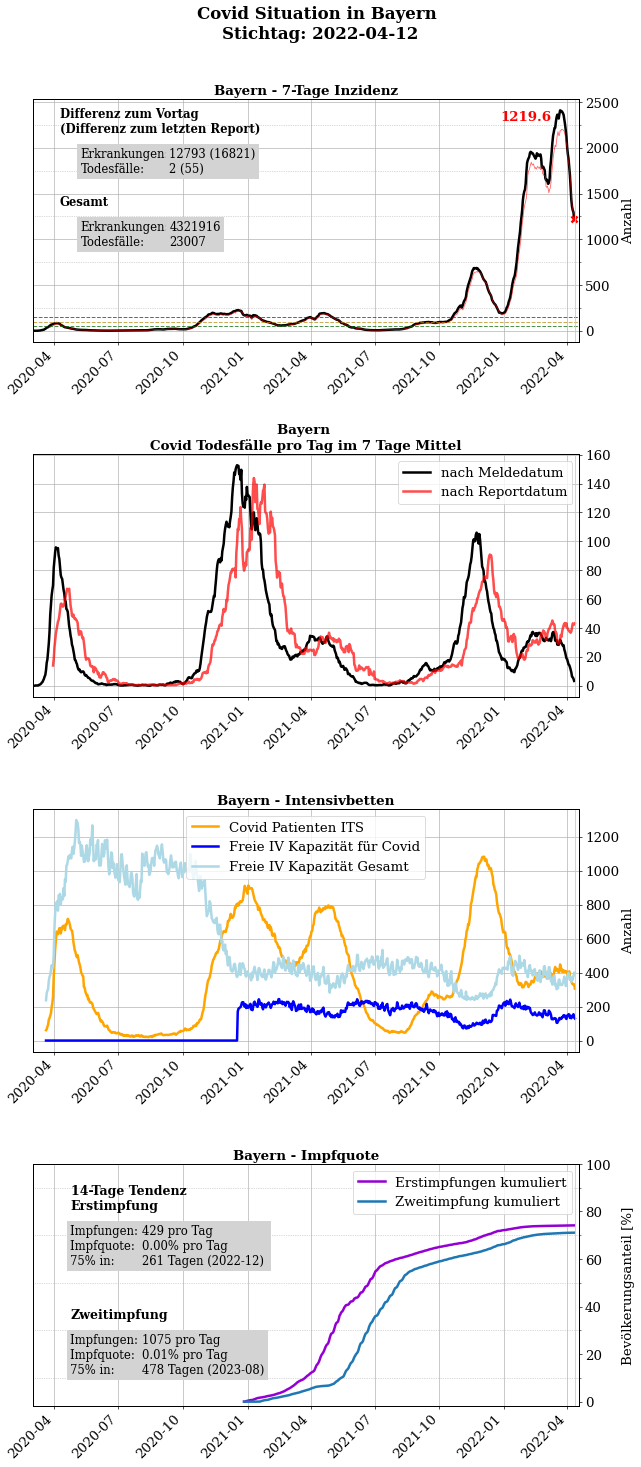 Covid Situation in Bayern
Stichtag: 2022-04-12
Bayern - 7-Tage Inzidenz
Differenz zum Vortag
(Differenz zum letzten Report)
Erkrankungen 12793 (16821)
Todesfälle: 2 (55)
Gesamt
Erkrankungen 4321916
Todesfälle: 23007
1219.6
2500
2000
1500
1000
500
0
Anzahl
2020-04 2020-07 2020-10 2021-01 2021-04 2021-07 2021-10 2022-01 2022-04
Bayern
Covid Todesfälle pro Tag im 7 Tage Mittel
nach Meldedatum
nach Reportdatum
160
140
120
100
80
60
40
20
0
2020-04 2020-07 2020-10 2021-01 2021-04 2021-07 2021-10 2022-01 2022-04
Bayern - Intensivbetten
Covid Patienten ITS
Freie IV Kapazität für Covid
Freie IV Kapazität Gesamt
1200
1000
800
600
400
200
0
Anzahl
2020-04 2020-07 2020-10 2021-01 2021-04 2021-07 2021-10 2022-01 2022-04
Bayern - Impfquote
14-Tage Tendenz
Erstimpfung
Impfungen: 429 pro Tag
Impfquote: 0.00% pro Tag
75% in: 261 Tagen (2022-12)
Zweitimpfung
Impfungen: 1075 pro Tag
Impfquote: 0.01% pro Tag
75% in: 478 Tagen (2023-08)
Erstimpfungen kumuliert
Zweitimpfung kumuliert
100
80
60
40
20
0
Bevölkerungsanteil [%]
2020-04 2020-07 2020-10 2021-01 2021-04 2021-07 2021-10 2022-01 2022-04